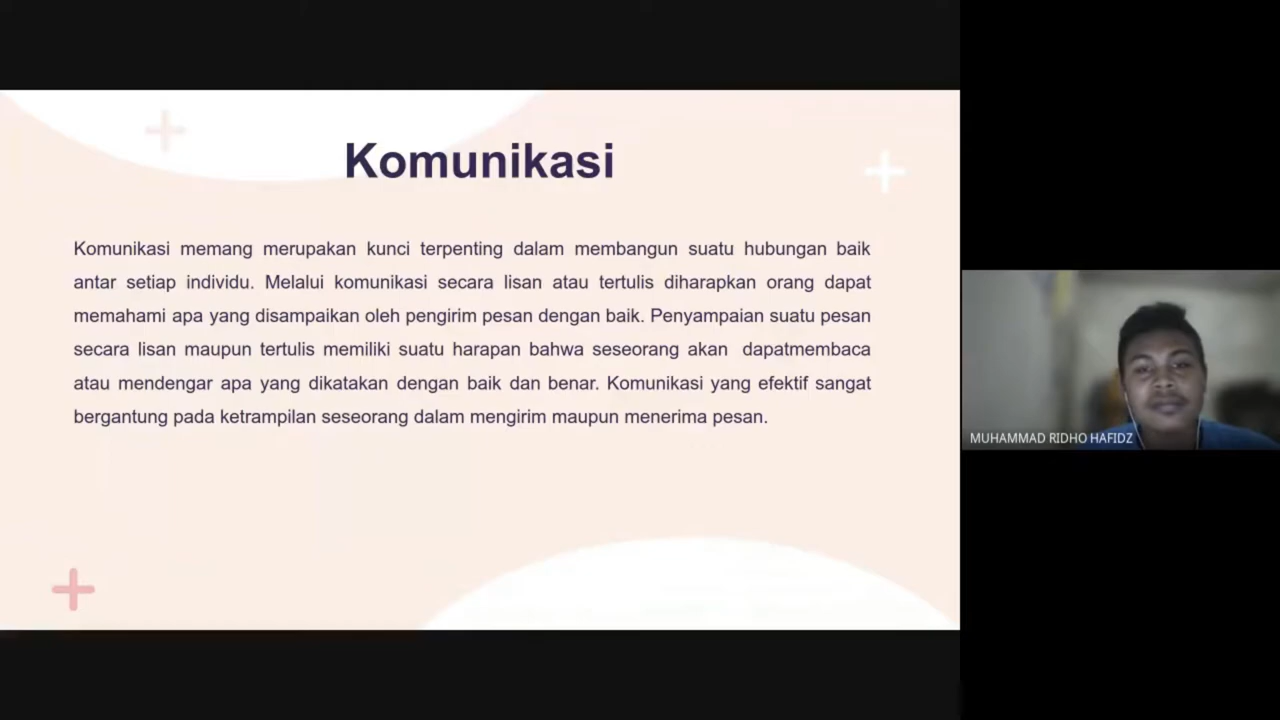 Komunikasi
Komunikasi memang merupakan kunci terpenting dalam membangun suatu hubungan baik
antar setiap individu. Melalui komunikasi secara lisan atau tertulis diharapkan orang dapat
memahami apa yang disampaikan oleh pengirim pesan dengan baik. Penyampaian suatu pesan
secara lisan maupun tertulis memiliki suatu harapan bahwa seseorang akan  dapatmembaca
atau mendengar apa yang dikatakan dengan baik dan benar. Komunikasi yang efektif sangat
bergantung pada ketrampilan seseorang dalam mengirim maupun menerima pesan.
MUHAMMAD RIDHO HAFIDZ